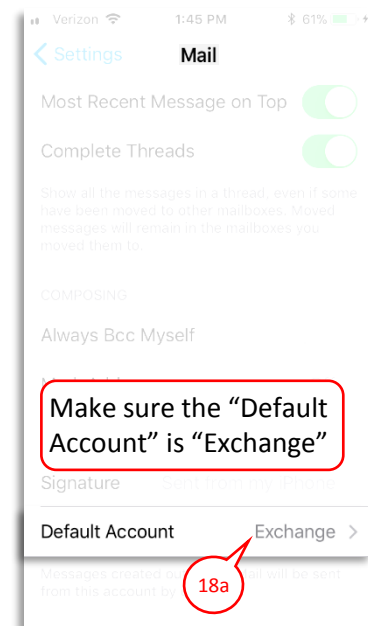 Verizon 1:45 PM 61%
Settings Mail
Most Recent Message on Top
Complete Threads
Show all the messages in a thread, even if some
have been moved to other mailboxes. Moved
messages will remain in the mailboxes you
moved them to.
COMPOSING
Always Bcc Myself
Make sure the “Default
Account” is “Exchange”
Signature Sent from my iPhone
Default Account Exchange >
Messages created will be sent
from this account by
18a